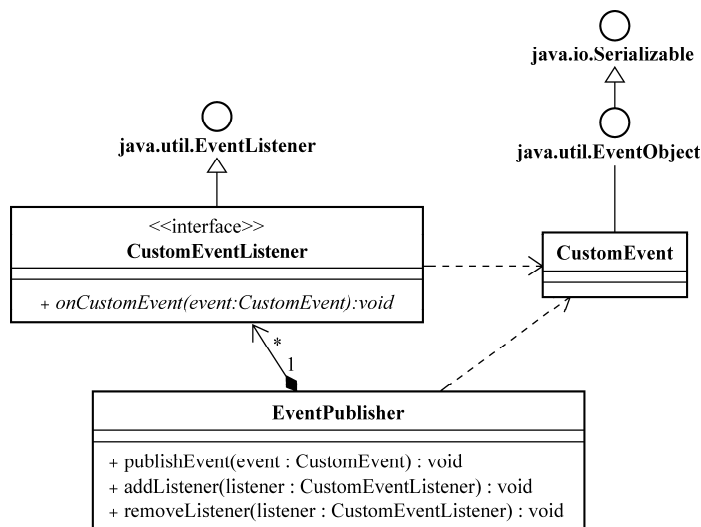 java.io.Serializable
java.util.EventListener
java.util.EventObject
<<interface>>
CustomEventListener
+ onCustomEvent(event:CustomEvent):void
CustomEvent
*
1
EventPublisher
+ publishEvent(event : CustomEvent) : void
+ addListener(listener : CustomEventListener) : void
+ removeListener(listener : CustomEventListener) : void